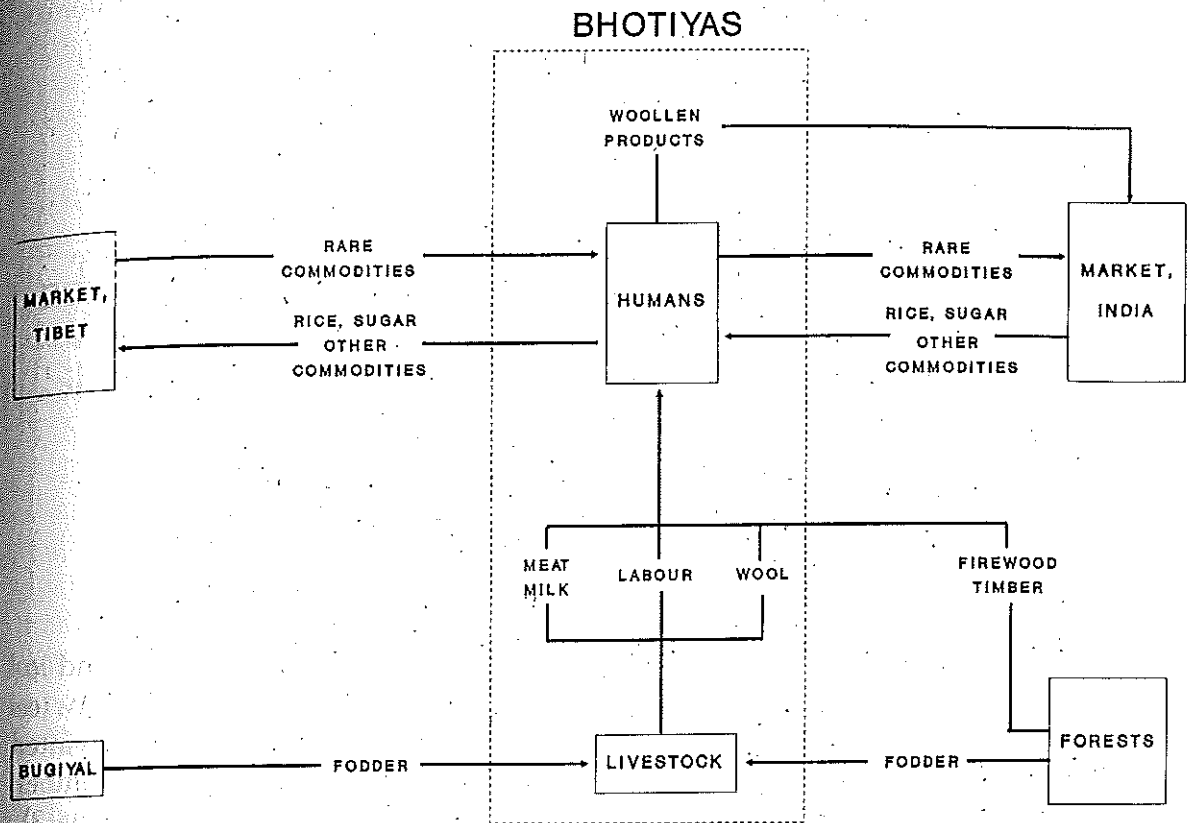 BHOTIYAS
WOOLLEN
PRODUCTS
RARE
COMMODITIES
RARE
COMMODITIES
MARKET,
TIBET
HUMANS
MARKET,
INDIA
RICE, SUGAR
OTHER
COMMODITIES
RICE, SUGAR
OTHER
COMMODITIES
MEAT
MILK
LABOUR
WOOL
FIREWOOD
TIMBER
BUGIYAL
FODDER
LIVESTOCK
FODDER
FORESTS